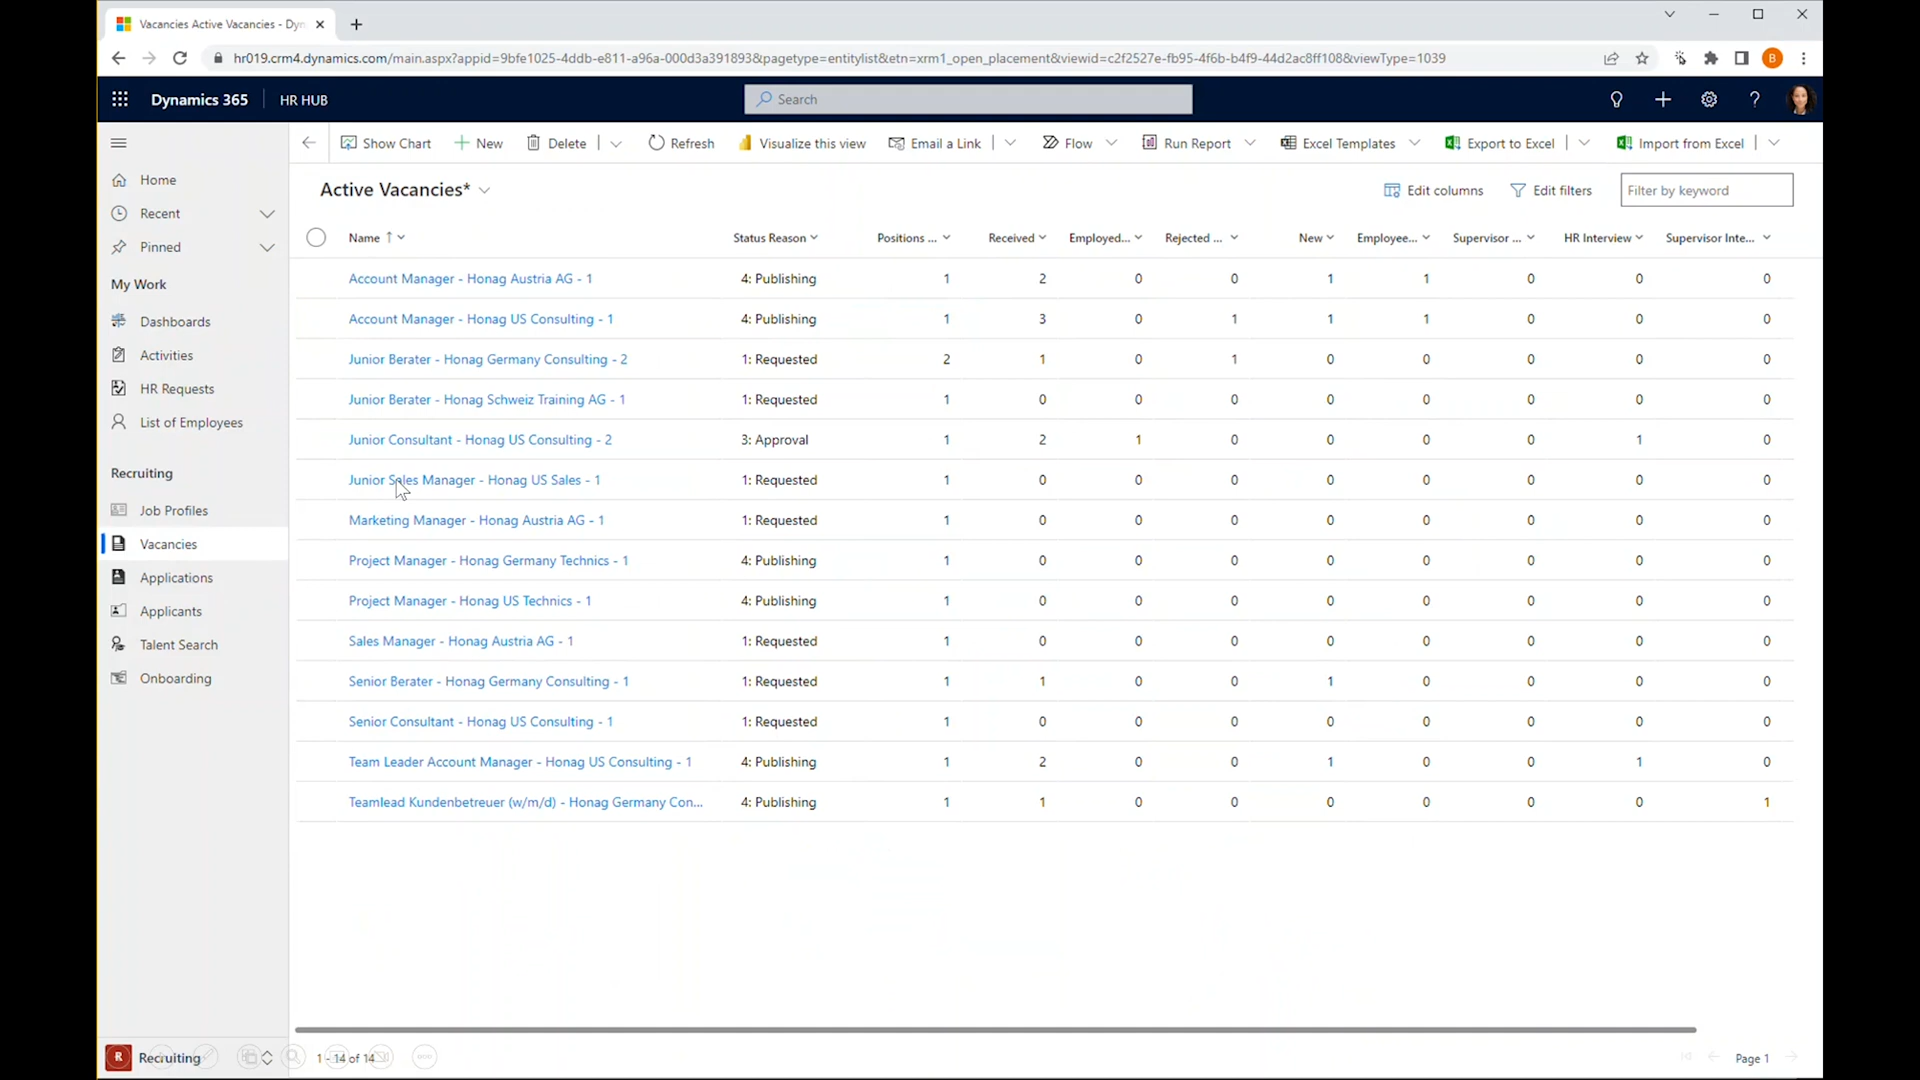 Vacancies Active Vacancies - Dyn
hr019.crm4.dynamics.com/main.aspx?appid=9bfe1025-4ddb-e811-a96a-000d3a391893&pagetype=entitylist&etn=xrm1_open_placement&viewid=c2f2527e-fb95-4f6b-b4f9-44d2ac8ff108&viewType=1039
B
Dynamics 365 HR HUB Search
Show Chart New Delete Refresh Visualize this view Email a Link Flow Run Report Excel Templates Export to Excel Import from Excel
Home
Recent
Pinned
My Work
Dashboards
Activities
HR Requests
List of Employees
Recruiting
Job Profiles
Vacancies
Applications
Applicants
Talent Search
Onboarding
R Recruiting
Active Vacancies* Edit columns Edit filters Filter by keyword
Name Status Reason Positions ... Received Employed... Rejected ... New Employee... Supervisor ... HR Interview Supervisor Inte...
Account Manager - Honag Austria AG - 1 4: Publishing 1 2 0 0 1 1 0 0 0
Account Manager - Honag US Consulting - 1 4: Publishing 1 3 0 1 1 1 0 0 0
Junior Berater - Honag Germany Consulting - 2 1: Requested 2 1 0 1 0 0 0 0 0
Junior Berater - Honag Schweiz Training AG - 1 1: Requested 1 0 0 0 0 0 0 0 0
Junior Consultant - Honag US Consulting - 2 3: Approval 1 2 1 0 0 0 0 1 0
Junior Sales Manager - Honag US Sales - 1 1: Requested 1 0 0 0 0 0 0 0 0
Marketing Manager - Honag Austria AG - 1 1: Requested 1 0 0 0 0 0 0 0 0
Project Manager - Honag Germany Technics - 1 4: Publishing 1 0 0 0 0 0 0 0 0
Project Manager - Honag US Technics - 1 4: Publishing 1 0 0 0 0 0 0 0 0
Sales Manager - Honag Austria AG - 1 1: Requested 1 0 0 0 0 0 0 0 0
Senior Berater - Honag Germany Consulting - 1 1: Requested 1 1 0 0 1 0 0 0 0
Senior Consultant - Honag US Consulting - 1 1: Requested 1 0 0 0 0 0 0 0 0
Team Leader Account Manager - Honag US Consulting - 1 4: Publishing 1 2 0 0 1 0 0 1 0
Teamlead Kundenbetreuer (w/m/d) - Honag Germany Con... 4: Publishing 1 1 0 0 0 0 0 0 1
1 - 14 of 14 Page 1